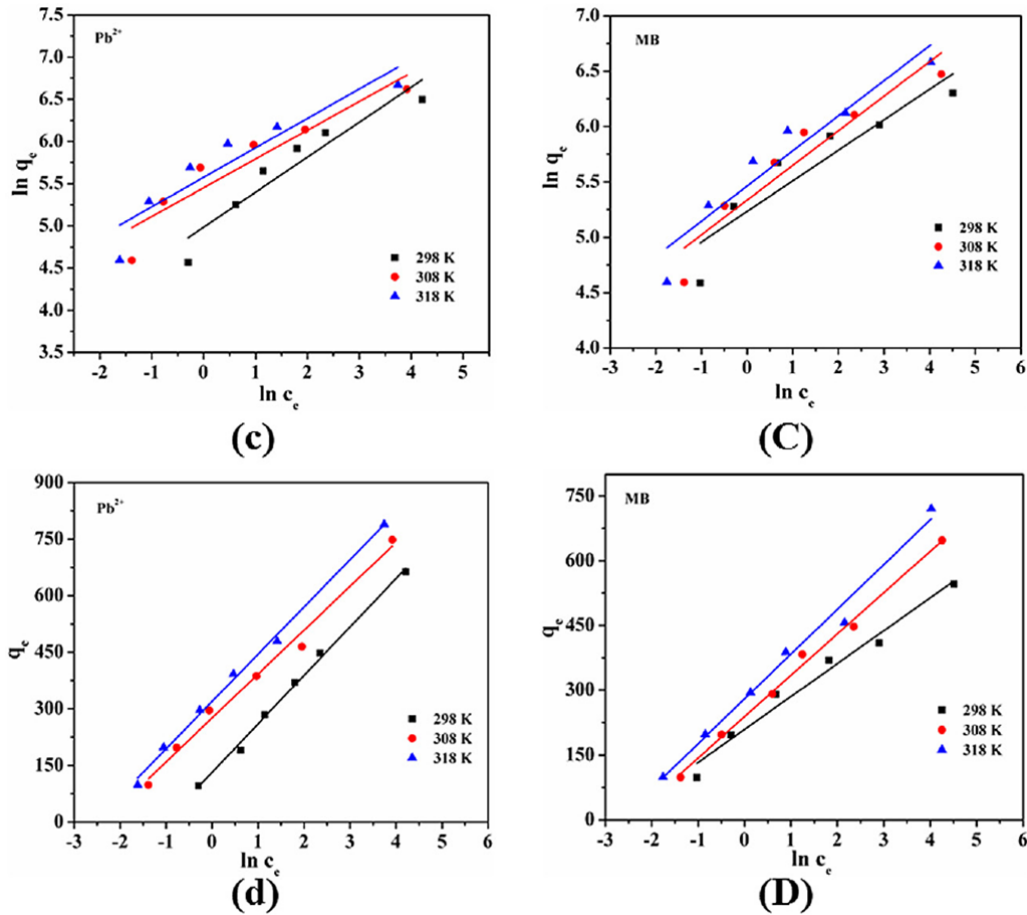 7.5
7.0
6.5
6.0
5.5
5.0
4.5
4.0
3.5
ln qe
Pb2+
298 K
308 K
318 K
-2 -1 0 1 2 3 4 5
ln ce
(c)
7.0
6.5
6.0
5.5
5.0
4.5
4.0
ln qe
MB
298 K
308 K
318 K
-3 -2 -1 0 1 2 3 4 5 6
ln ce
(C)
900
750
600
450
300
150
0
qe
Pb2+
298 K
308 K
318 K
-3 -2 -1 0 1 2 3 4 5 6
ln ce
(d)
750
600
450
300
150
0
qe
MB
298 K
308 K
318 K
-3 -2 -1 0 1 2 3 4 5 6
ln ce
(D)